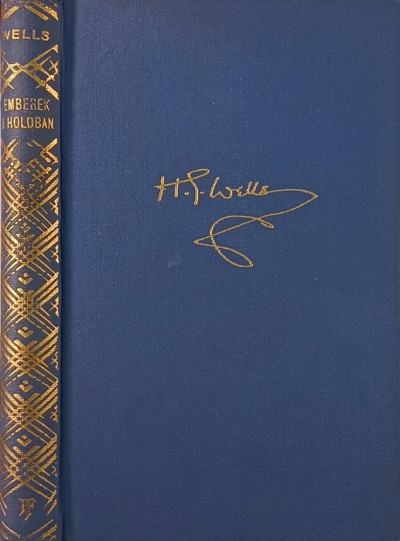 WELLS
EMBEREK
A HOLDBAN
F
H. G. Wells